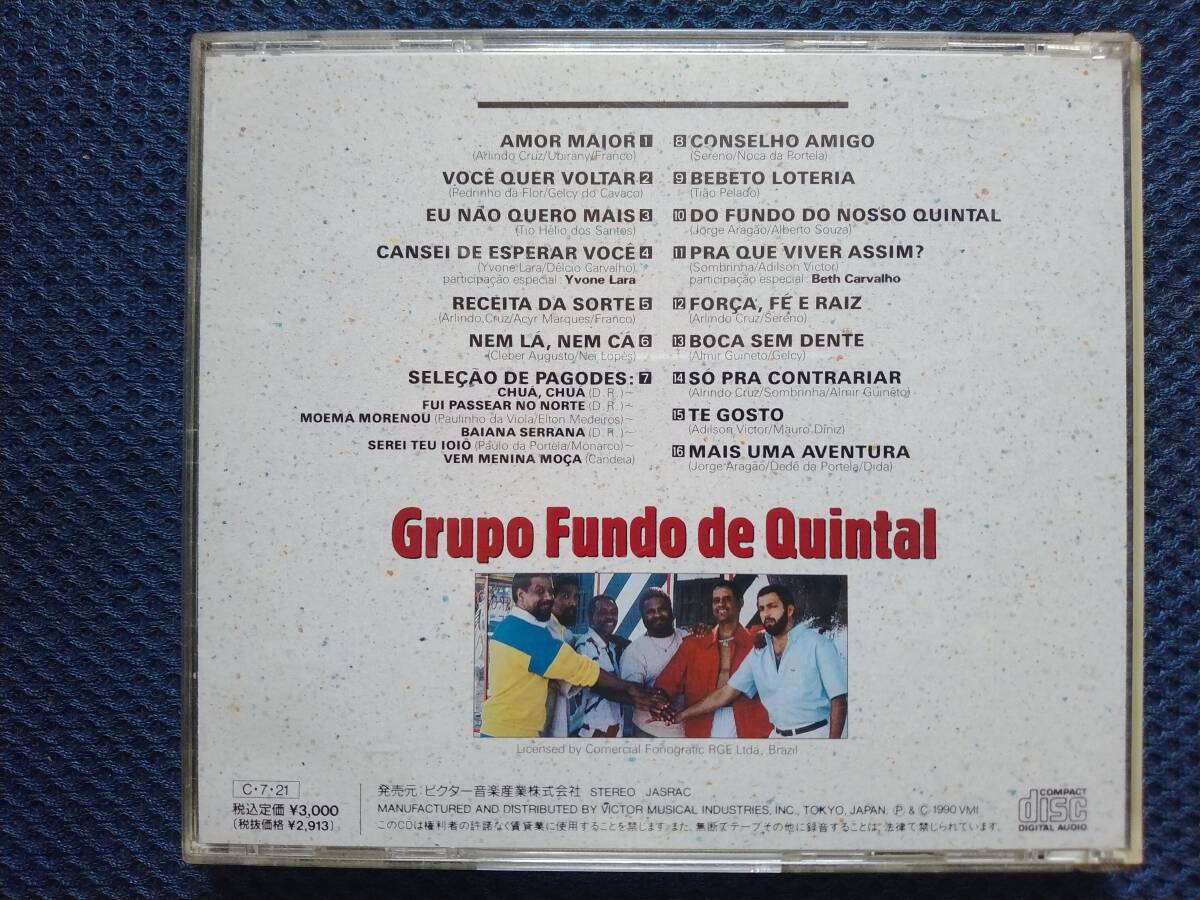 AMOR MAIOR 1
(Arlindo Cruz/Ubirany/Franco)
VOCÊ QUER VOLTAR 2
(Pedrinho da Flor/Gelcy do Cavaco)
EU NÃO QUERO MAIS 3
(Tio Hélio dos Santos)
CANSEI DE ESPERAR VOCÊ 4
(Yvone Lara/Délcio Carvalho)
participação especial: Yvone Lara
RECEITA DA SORTE 5
(Arlindo Cruz/Acyr Marques/Franco)
NEM LÁ, NEM CÁ 6
(Cleber Augusto/Nei Lopes)
SELEÇÃO DE PAGODES: 7
CHUÁ, CHUÁ (D.R.)~
FUI PASSEAR NO NORTE (D.R.)~
MOEMÁ MORENOU (Paulinho da Viola/Elton Medeiros)~
BAIANA SERRANA (D.R.)~
SEREI TEU IOIÔ (Paulo da Portela/Monarco)~
VEM MENINA MOÇA (Candeia)
8 CONSELHO AMIGO
(Sereno/Noca da Portela)
9 BEBETO LOTERIA
(Tião Pelado)
10 DO FUNDO DO NOSSO QUINTAL
(Jorge Aragão/Alberto Souza)
11 PRA QUE VIVER ASSIM?
(Sombrinha/Adilson Victor)
participação especial: Beth Carvalho
12 FORÇA, FÉ E RAIZ
(Arlindo Cruz/Sereno)
13 BOCA SEM DENTE
(Almir Guineto/Gelcy)
14 SÓ PRA CONTRARIAR
(Alrindo Cruz/Sombrinha/Almir Guineto)
15 TE GOSTO
(Adilson Victor/Mauro Diniz)
16 MAIS UMA AVENTURA
(Jorge Aragão/Dedé da Portela/Dida)
Grupo Fundo de Quintal
Licensed by Comercial Fonogratic RGE Ltda., Brazil
C・7・21
税込定価 ¥3,000
(税抜価格 ¥2,913)
発売元:ビクター音楽産業株式会社 STEREO JASRAC
MANUFACTURED AND DISTRIBUTED BY VICTOR MUSICAL INDUSTRIES, INC., TOKYO, JAPAN. Ⓟ & © 1990 VMI
このCDは権利者の許諾なく賃貸業に使用することを禁じます。また、無断でテープその他に録音することは、法律で禁じられています。
COMPACT
disc
DIGITAL AUDIO